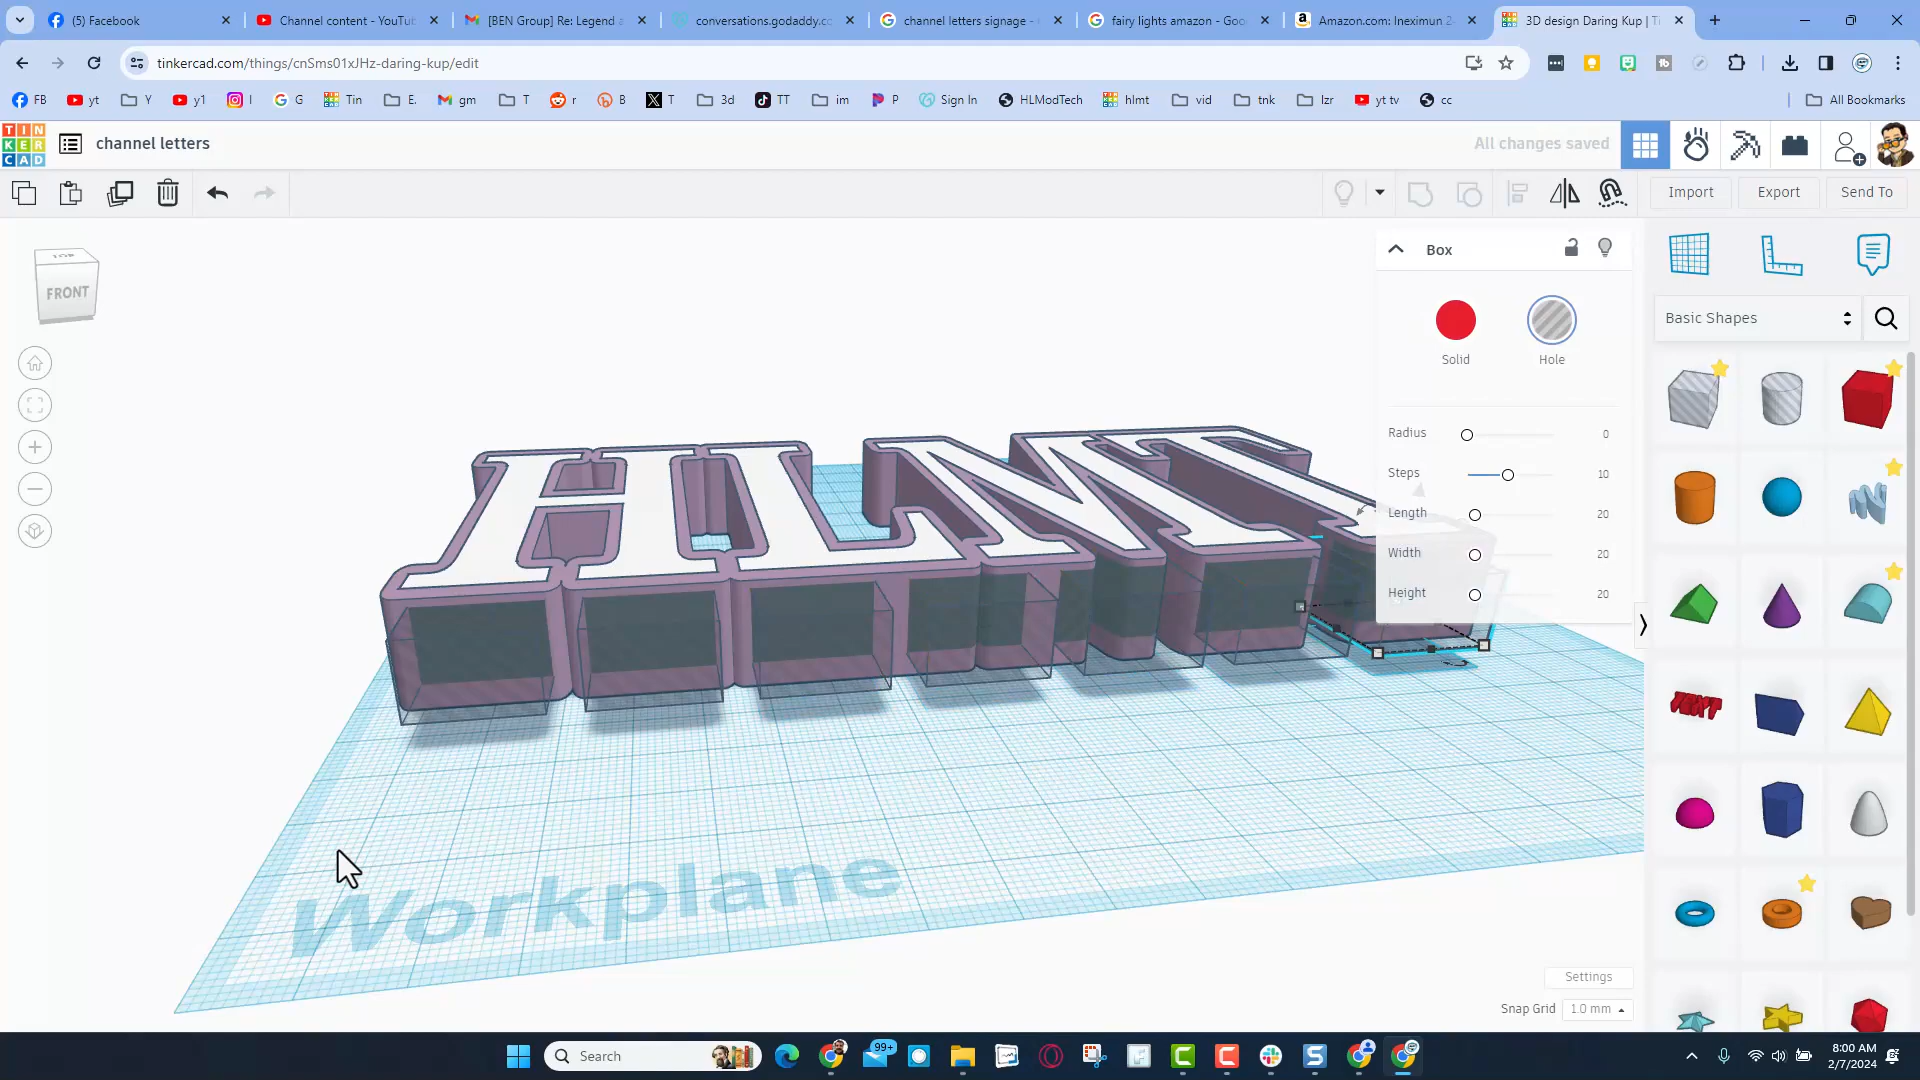 (5) Facebook
Channel content - YouTu
[BEN Group] Re: Legend a
conversations.godaddy.co
channel letters signage -
fairy lights amazon - Goo
Amazon.com: Ineximun 2
3D design Daring Kup | Ti
tinkercad.com/things/cnSms01xJHz-daring-kup/edit
FB
yt
Y
y1
I
G
Tin
E.
gm
T
r
B
T
3d
TT
im
P
Sign In
HLModTech
hlmt
vid
tnk
lzr
yt tv
cc
All Bookmarks
TIN
KER
CAD
channel letters
All changes saved
Import
Export
Send To
TOP
FRONT
Box
Solid
Hole
Radius 0
Steps 10
Length 20
Width 20
Height 20
Basic Shapes
TEXT
HLMT
Workplane
Settings
Snap Grid 1.0 mm
Search
99+
8:00 AM
2/7/2024